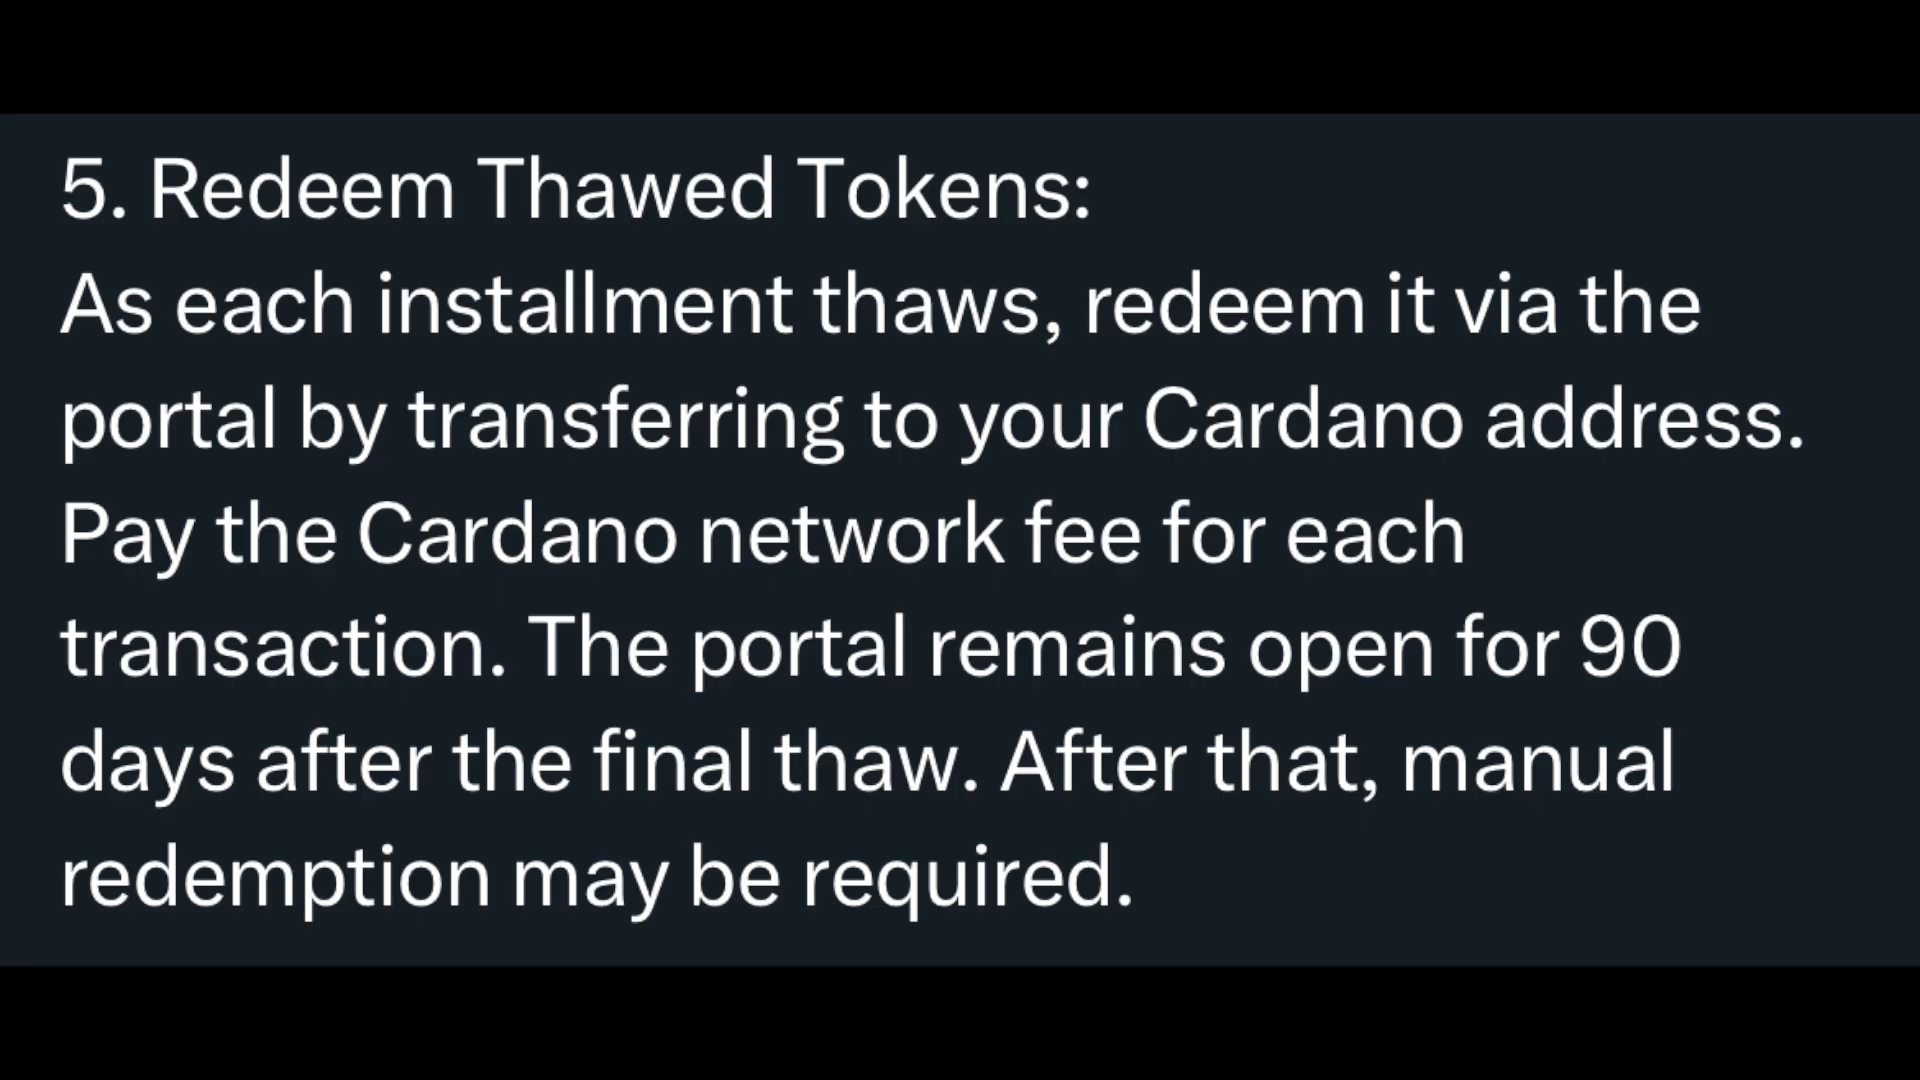 5. Redeem Thawed Tokens:
As each installment thaws, redeem it via the
portal by transferring to your Cardano address.
Pay the Cardano network fee for each
transaction. The portal remains open for 90
days after the final thaw. After that, manual
redemption may be required.